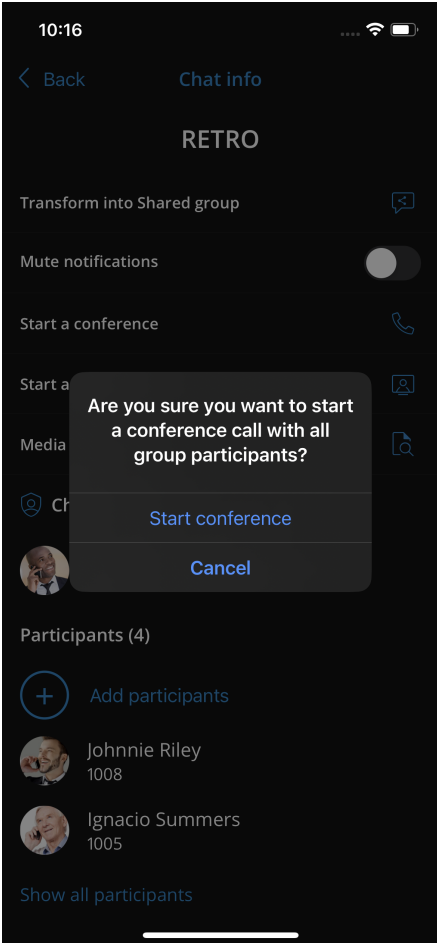 10:16
Back
Chat info
RETRO
Transform into Shared group
Mute notifications
Start a conference
Start a
Media
Are you sure you want to start
a conference call with all
group participants?
Start conference
Cancel
Participants (4)
Add participants
Johnnie Riley
1008
Ignacio Summers
1005
Show all participants